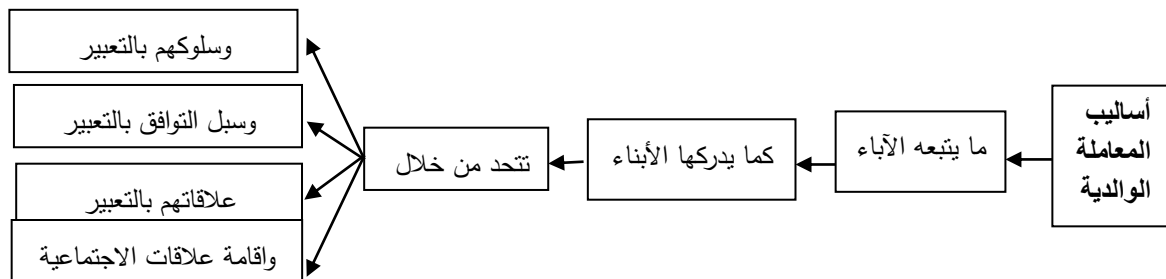 أساليب
المعاملة
الوالدية
ما يتبعه الآباء
كما يدركها الأبناء
تتحد من خلال
وسلوكهم بالتعبير
وسبل التوافق بالتعبير
علاقاتهم بالتعبير
واقامة علاقات الاجتماعية